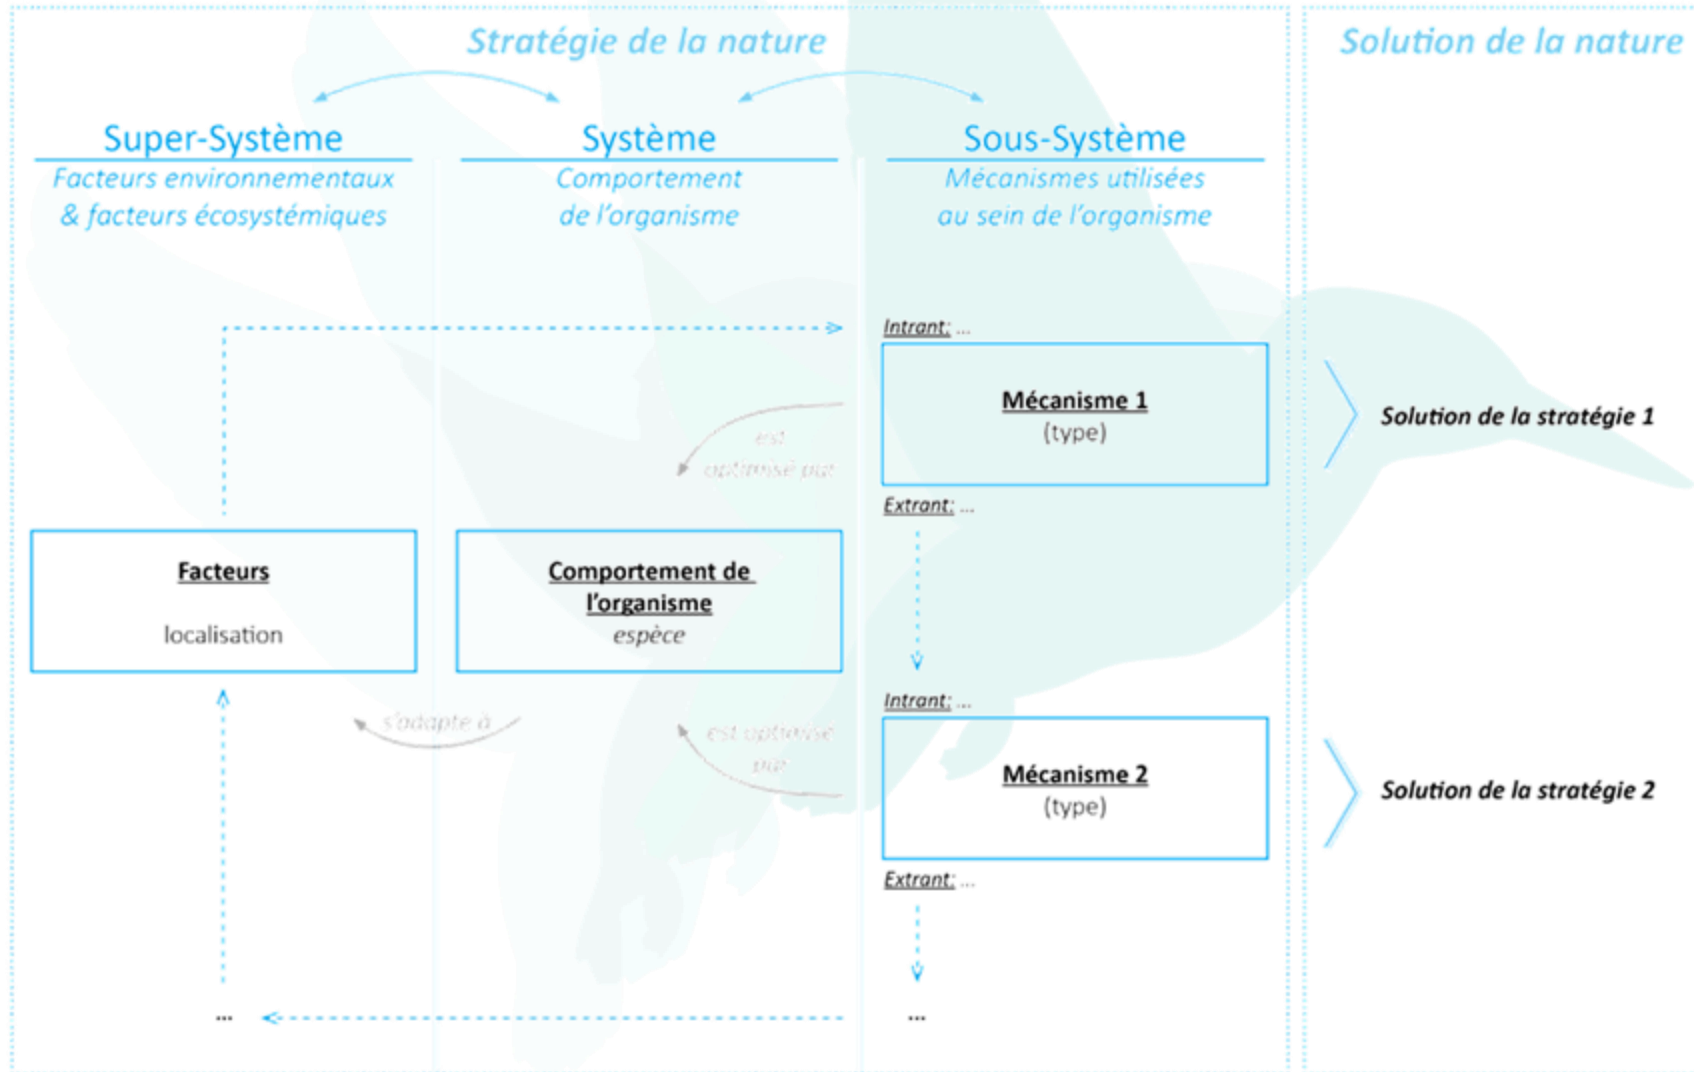 Stratégie de la nature
Solution de la nature
Super-Système
Facteurs environnementaux
& facteurs écosystémiques
Système
Comportement
de l'organisme
Sous-Système
Mécanismes utilisées
au sein de l'organisme
Intrant: ...
Mécanisme 1
(type)
Extrant: ...
Solution de la stratégie 1
est
optimisé par
Facteurs
localisation
Comportement de
l'organisme
espèce
s'adapte à
est optimisé
par
Intrant: ...
Mécanisme 2
(type)
Extrant: ...
Solution de la stratégie 2
...
...